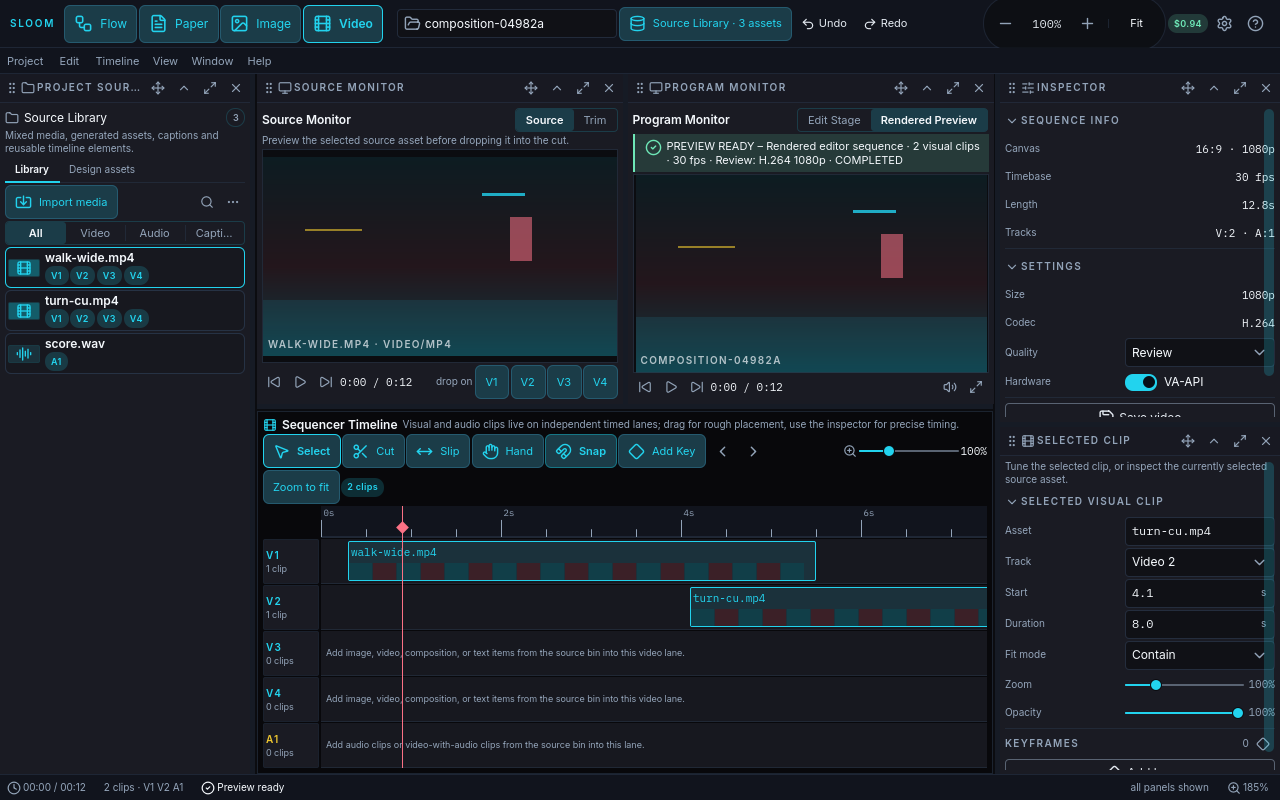 SLOOM
Flow
Paper
Image
Video
composition-04982a
Source Library · 3 assets
Undo
Redo
100%
Fit
$0.94
Project
Edit
Timeline
View
Window
Help
PROJECT SOUR...
Source Library
3
Mixed media, generated assets, captions and
reusable timeline elements.
Library
Design assets
Import media
All
Video
Audio
Capti...
walk-wide.mp4
V1 V2 V3 V4
turn-cu.mp4
V1 V2 V3 V4
score.wav
A1
SOURCE MONITOR
Source Monitor
Source
Trim
Preview the selected source asset before dropping it into the cut.
WALK-WIDE.MP4 · VIDEO/MP4
0:00 / 0:12
drop on
V1
V2
V3
V4
PROGRAM MONITOR
Program Monitor
Edit Stage
Rendered Preview
PREVIEW READY – Rendered editor sequence · 2 visual clips
· 30 fps · Review: H.264 1080p · COMPLETED
COMPOSITION-04982A
0:00 / 0:12
Sequencer Timeline
Visual and audio clips live on independent timed lanes; drag for rough placement, use the inspector for precise timing.
Select
Cut
Slip
Hand
Snap
Add Key
100%
Zoom to fit
2 clips
0s
2s
4s
6s
V1
1 clip
walk-wide.mp4
V2
1 clip
turn-cu.mp4
V3
0 clips
Add image, video, composition, or text items from the source bin into this video lane.
V4
0 clips
Add image, video, composition, or text items from the source bin into this video lane.
A1
0 clips
Add audio clips or video-with-audio clips from the source bin into this lane.
INSPECTOR
SEQUENCE INFO
Canvas
16:9 · 1080p
Timebase
30 fps
Length
12.8s
Tracks
V:2 · A:1
SETTINGS
Size
1080p
Codec
H.264
Quality
Review
Hardware
VA-API
Save video
SELECTED CLIP
Tune the selected clip, or inspect the currently selected
source asset.
SELECTED VISUAL CLIP
Asset
turn-cu.mp4
Track
Video 2
Start
4.1
s
Duration
8.0
s
Fit mode
Contain
Zoom
100%
Opacity
100%
KEYFRAMES
0
00:00 / 00:12
2 clips · V1 V2 A1
Preview ready
all panels shown
185%